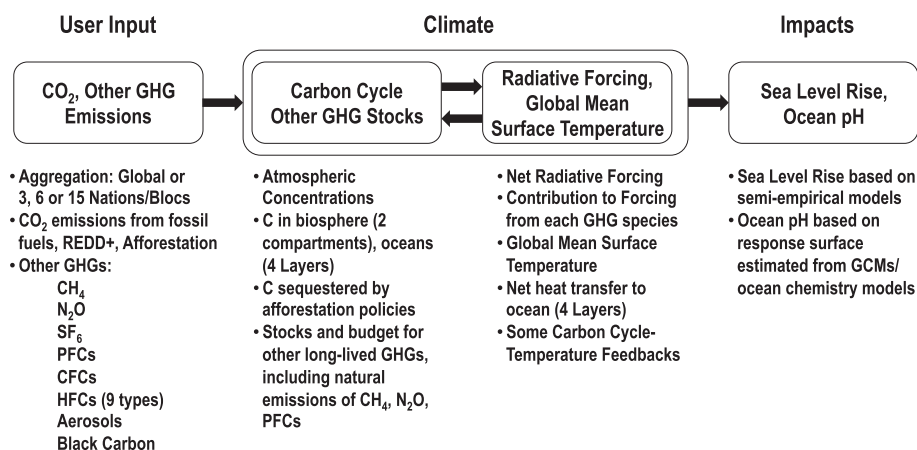 User Input
Climate
Impacts
CO₂, Other GHG
Emissions
Carbon Cycle
Other GHG Stocks
Radiative Forcing,
Global Mean
Surface Temperature
Sea Level Rise,
Ocean pH
• Aggregation: Global or
3, 6 or 15 Nations/Blocs
• CO₂ emissions from fossil
fuels, REDD+, Afforestation
• Other GHGs:
CH₄
N₂O
SF₆
PFCs
CFCs
HFCs (9 types)
Aerosols
Black Carbon
• Atmospheric
Concentrations
• C in biosphere (2
compartments), oceans
(4 Layers)
• C sequestered by
afforestation policies
• Stocks and budget for
other long-lived GHGs,
including natural
emissions of CH₄, N₂O,
PFCs
• Net Radiative Forcing
• Contribution to Forcing
from each GHG species
• Global Mean Surface
Temperature
• Net heat transfer to
ocean (4 Layers)
• Some Carbon Cycle-
Temperature Feedbacks
• Sea Level Rise based on
semi-empirical models
• Ocean pH based on
response surface
estimated from GCMs/
ocean chemistry models